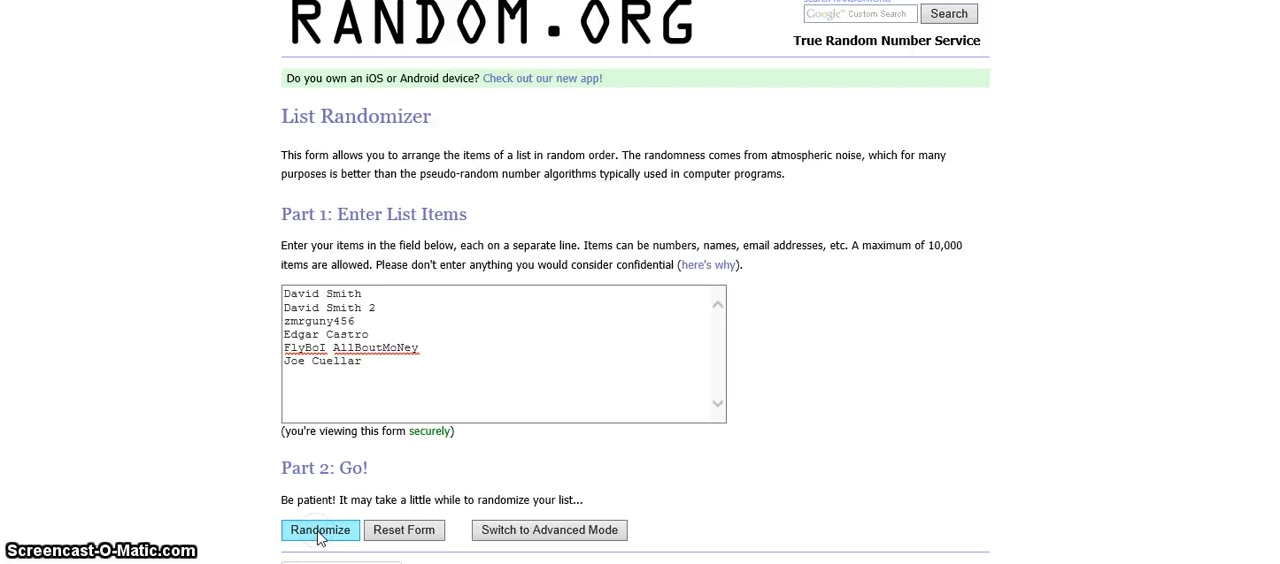 RANDOM.ORG
Google™ Custom Search
Search
True Random Number Service
Do you own an iOS or Android device? Check out our new app!
List Randomizer
This form allows you to arrange the items of a list in random order. The randomness comes from atmospheric noise, which for many
purposes is better than the pseudo-random number algorithms typically used in computer programs.
Part 1: Enter List Items
Enter your items in the field below, each on a separate line. Items can be numbers, names, email addresses, etc. A maximum of 10,000
items are allowed. Please don't enter anything you would consider confidential (here's why).
David Smith
David Smith 2
zmrguny456
Edgar Castro
FlyBoI AllBoutMoNey
Joe Cuellar
(you're viewing this form securely)
Part 2: Go!
Be patient! It may take a little while to randomize your list...
Randomize
Reset Form
Switch to Advanced Mode
Screencast-O-Matic.com